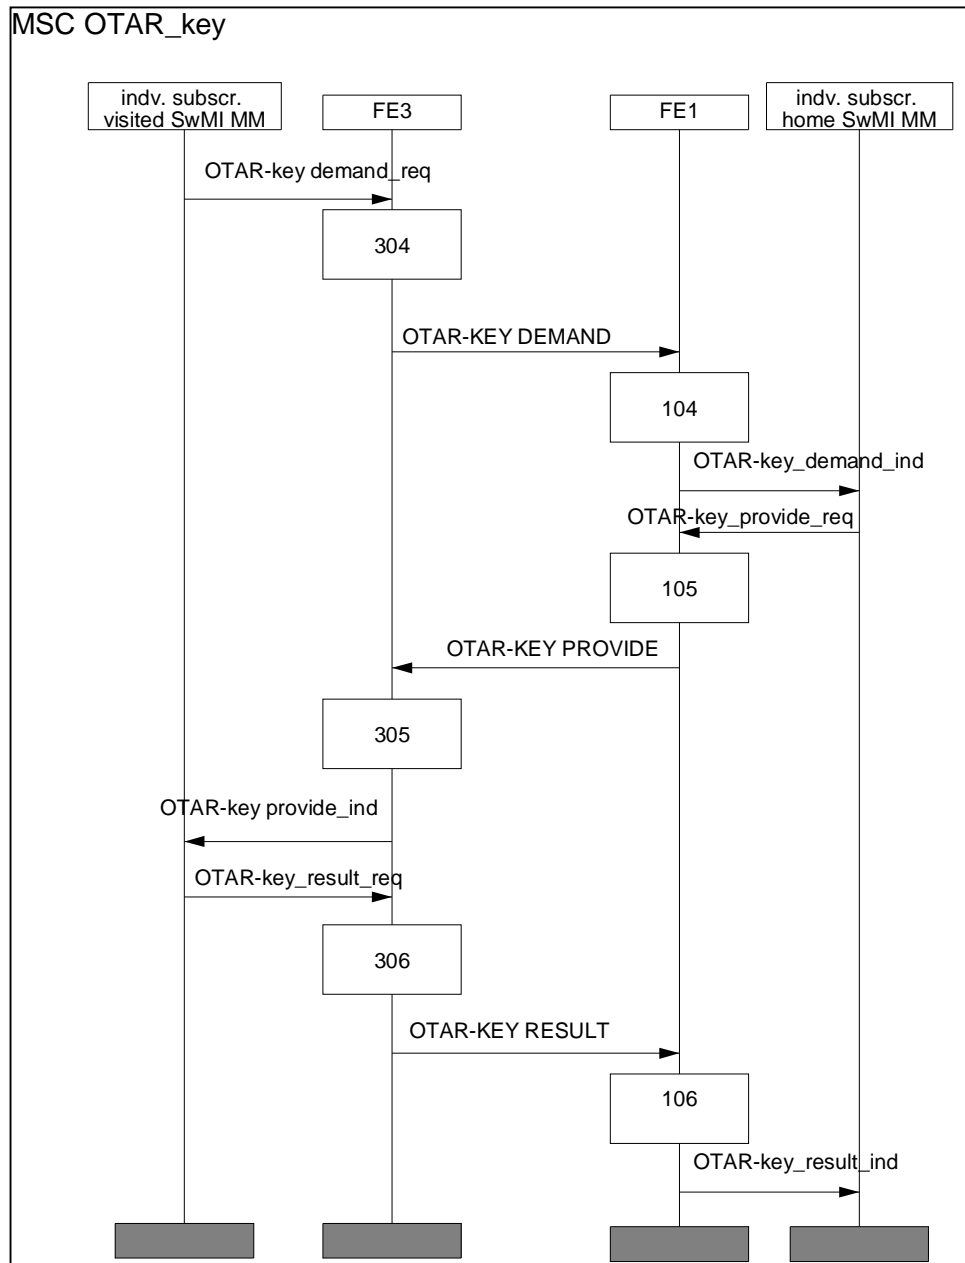 MSC OTAR_key
indv. subscr.
visited SwMI MM
FE3
FE1
indv. subscr.
home SwMI MM
OTAR-key demand_req
304
OTAR-KEY DEMAND
104
OTAR-key_demand_ind
OTAR-key_provide_req
105
OTAR-KEY PROVIDE
305
OTAR-key provide_ind
OTAR-key_result_req
306
OTAR-KEY RESULT
106
OTAR-key_result_ind